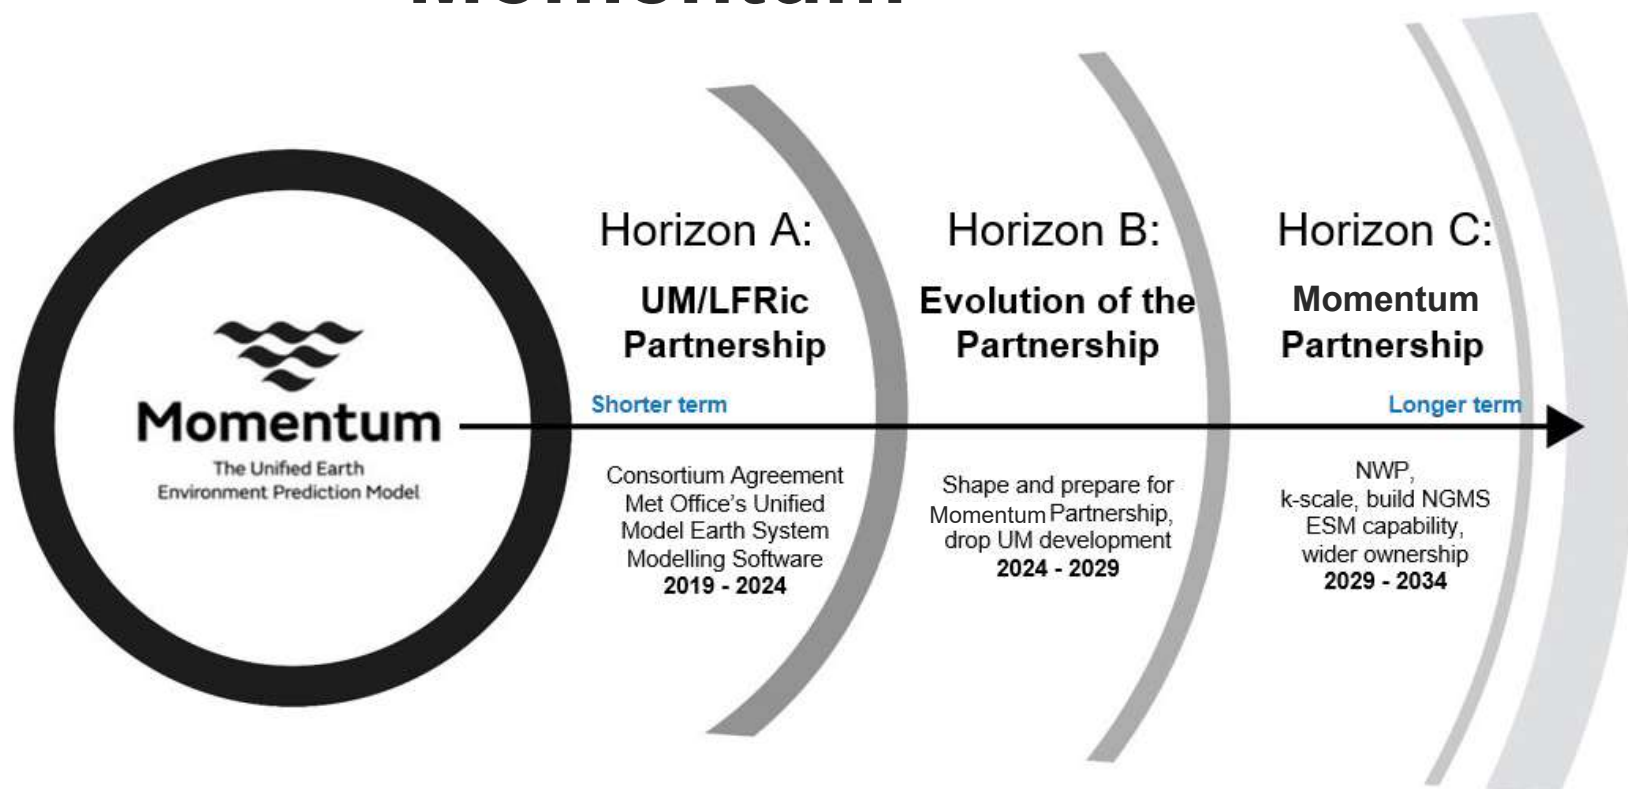 Momentum
Momentum
The Unified Earth
Environment Prediction Model
Horizon A:
UM/LFRic
Partnership
Shorter term
Consortium Agreement
Met Office's Unified
Model Earth System
Modelling Software
2019 - 2024
Horizon B:
Evolution of the
Partnership
Shape and prepare for
Momentum Partnership,
drop UM development
2024 - 2029
Horizon C:
Momentum
Partnership
Longer term
NWP,
k-scale, build NGMS
ESM capability,
wider ownership
2029 - 2034